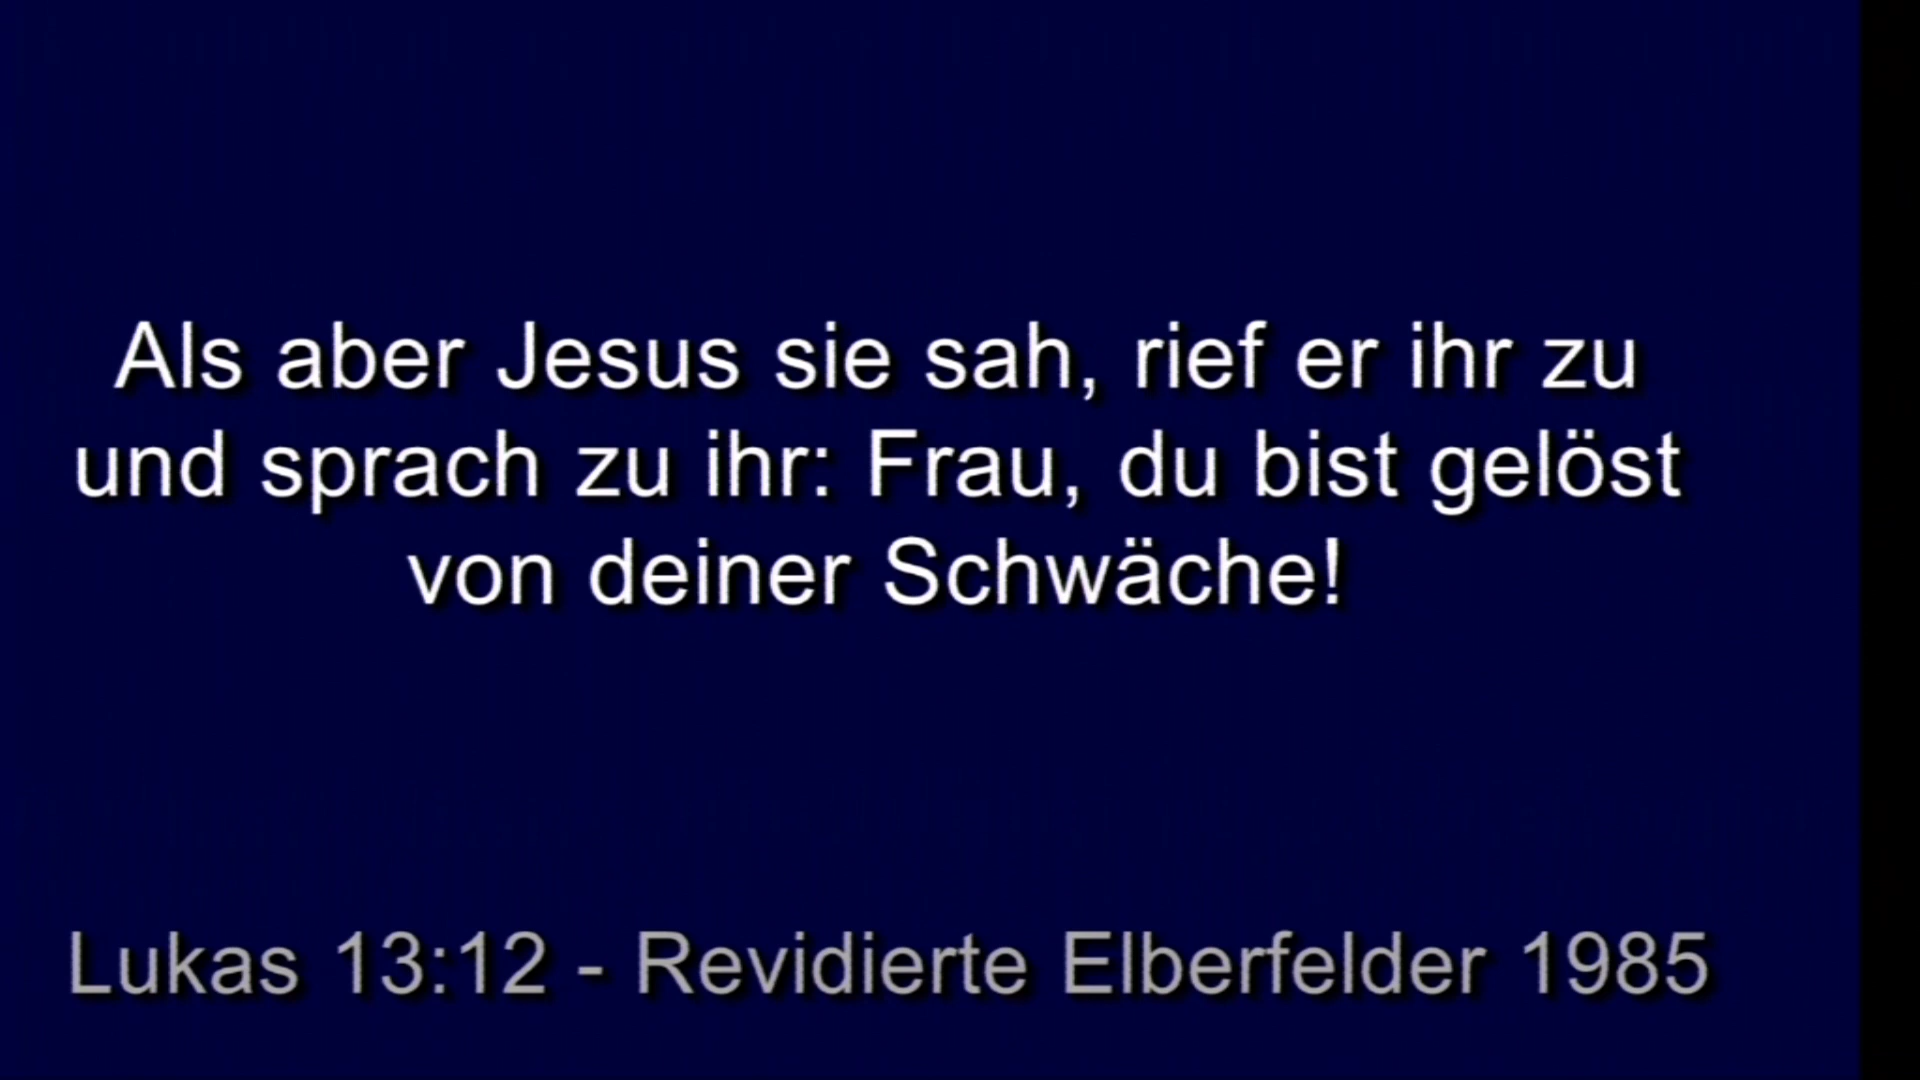 Als aber Jesus sie sah, rief er ihr zu
und sprach zu ihr: Frau, du bist gelöst
von deiner Schwäche!
Lukas 13:12 - Revidierte Elberfelder 1985